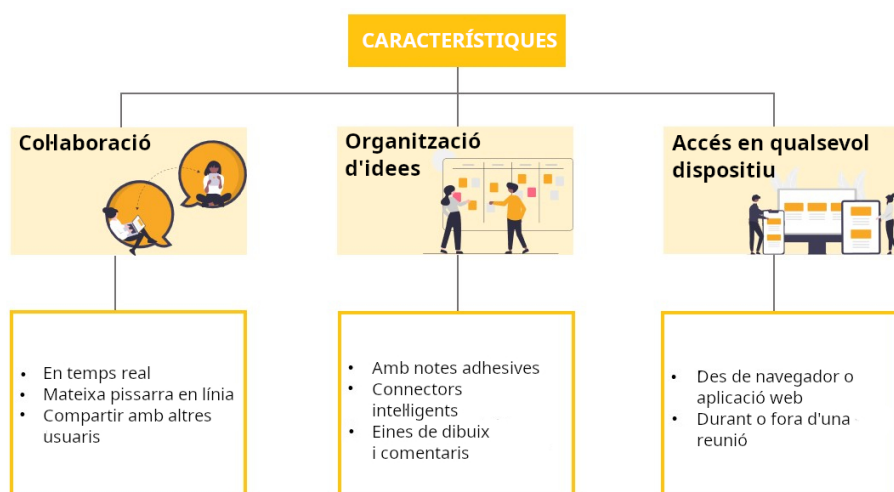 CARACTERÍSTIQUES
Col·laboració
Organització
d'idees
Accés en qualsevol
dispositiu
• En temps real
• Mateixa pissarra en línia
• Compartir amb altres
usuaris
• Amb notes adhesives
• Connectors
intel·ligents
• Eines de dibuix
i comentaris
• Des de navegador o
aplicació web
• Durant o fora d'una
reunió